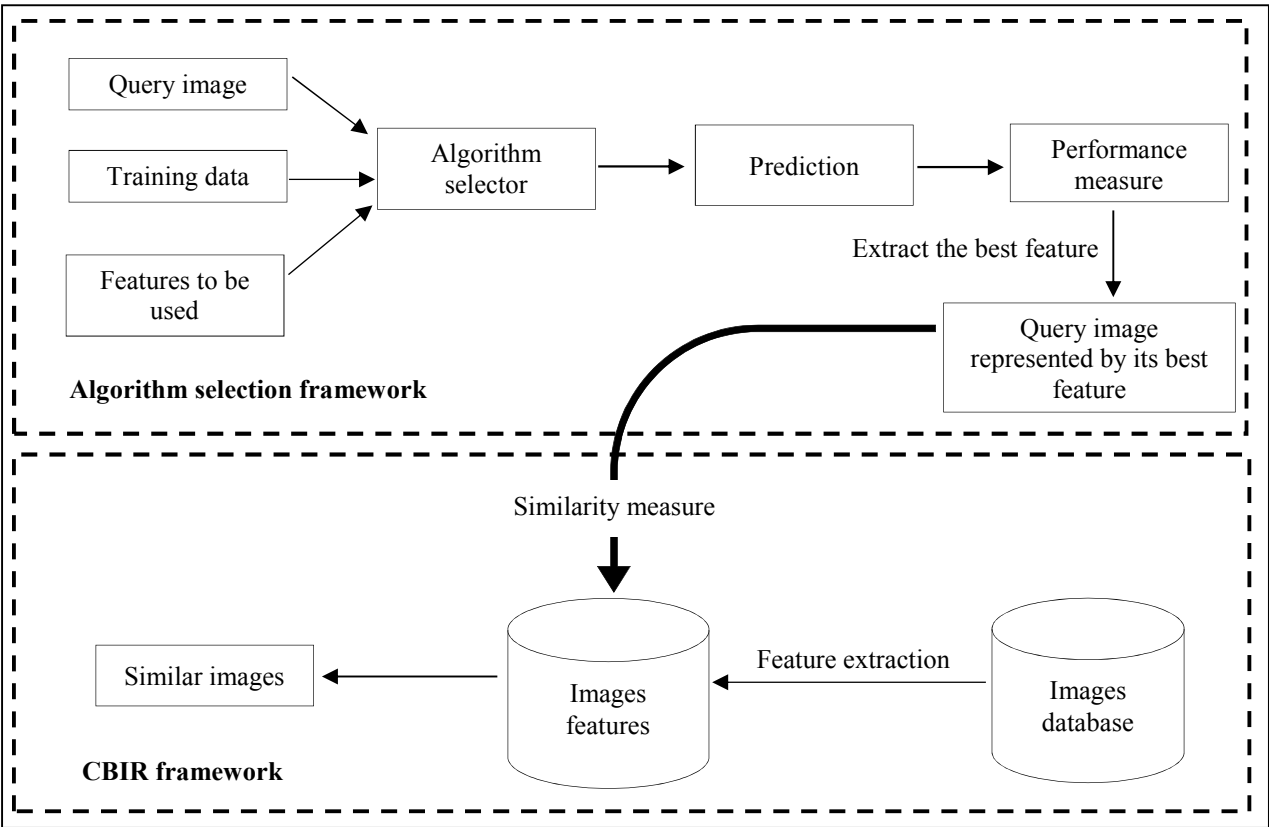 Query image
Training data
Features to be
used
Algorithm
selector
Prediction
Performance
measure
Extract the best feature
Query image
represented by its best
feature
Algorithm selection framework
Similarity measure
Similar images
Images
features
Feature extraction
Images
database
CBIR framework